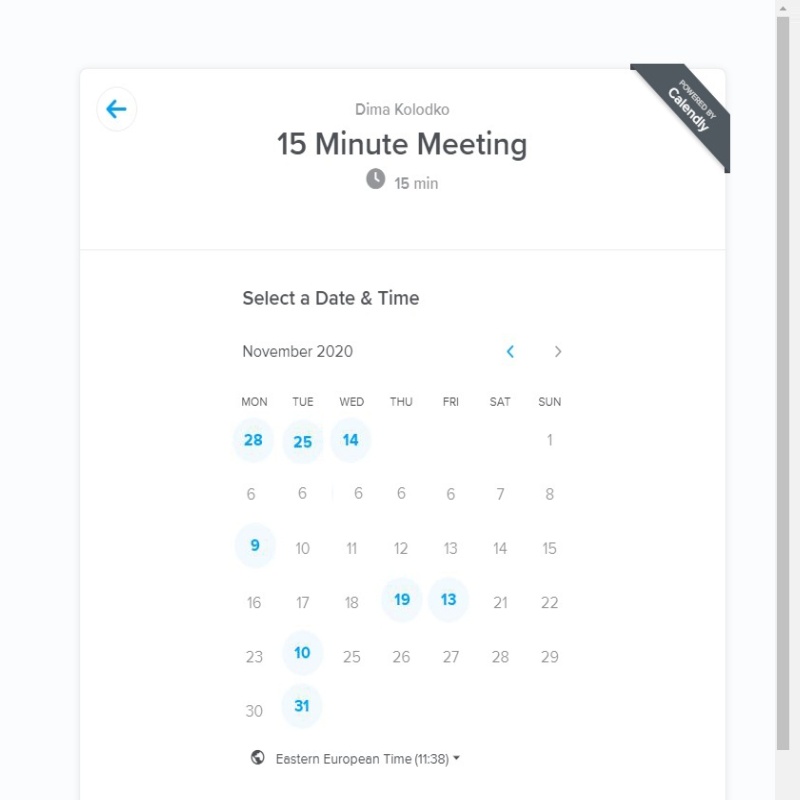 Dima Kolodko
15 Minute Meeting
15 min
POWERED BY
Calendly
Select a Date & Time
November 2020
MON TUE WED THU FRI SAT SUN
28 25 14 1
6 6 6 6 6 7 8
9 10 11 12 13 14 15
16 17 18 19 13 21 22
23 10 25 26 27 28 29
30 31
Eastern European Time (11:38)